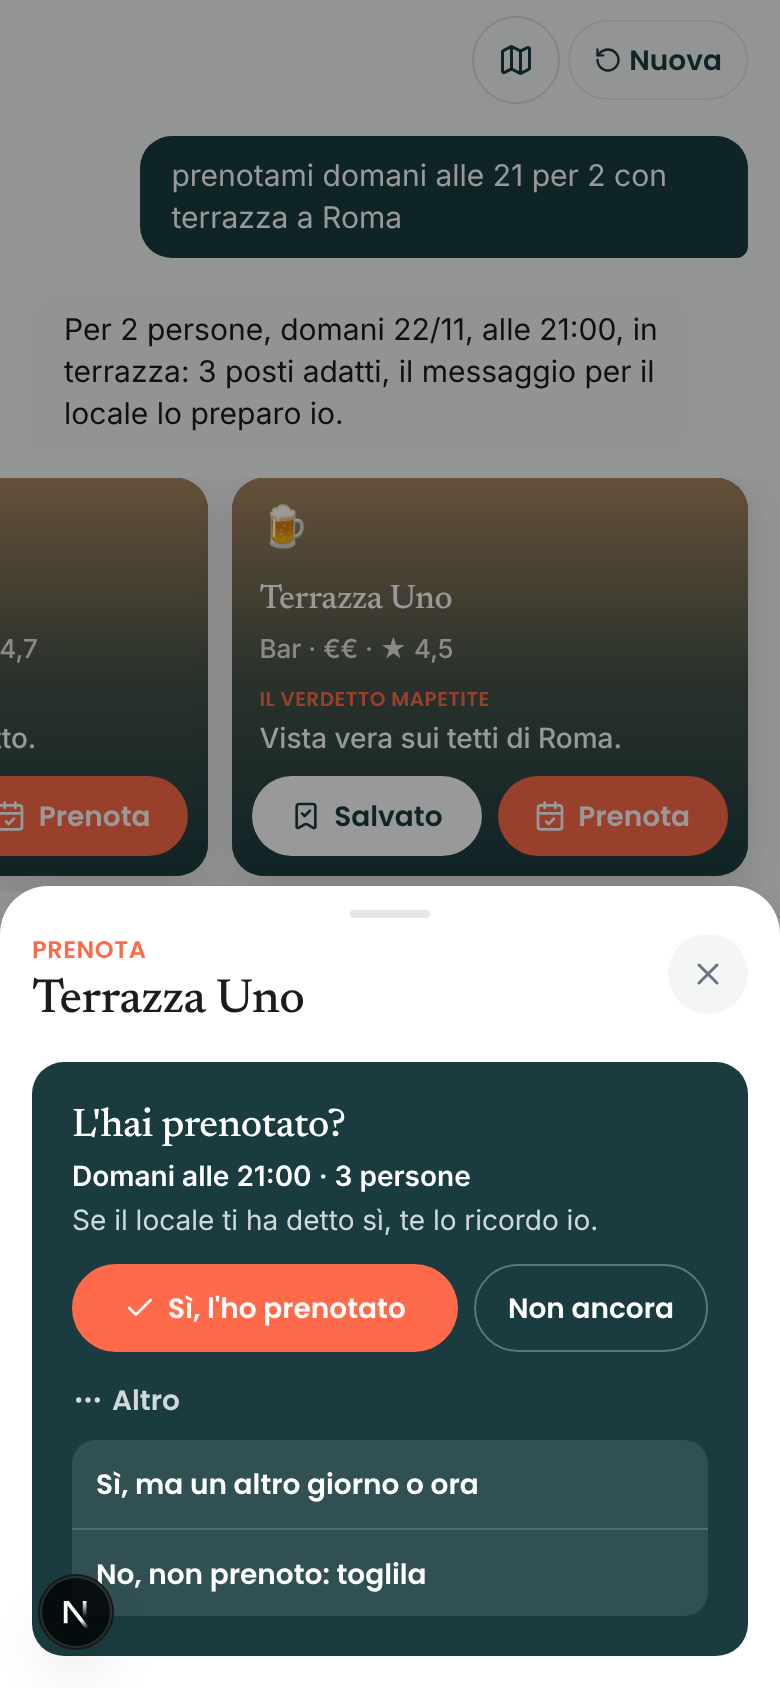 Nuova
prenotami domani alle 21 per 2 con
terrazza a Roma
Per 2 persone, domani 22/11, alle 21:00, in
terrazza: 3 posti adatti, il messaggio per il
locale lo preparo io.
4,7
tto.
Prenota
Terrazza Uno
Bar · €€ · ★ 4,5
IL VERDETTO MAPETITE
Vista vera sui tetti di Roma.
Salvato
Prenota
PRENOTA
Terrazza Uno
L'hai prenotato?
Domani alle 21:00 · 3 persone
Se il locale ti ha detto sì, te lo ricordo io.
Sì, l'ho prenotato
Non ancora
··· Altro
Sì, ma un altro giorno o ora
No, non prenoto: toglila
N